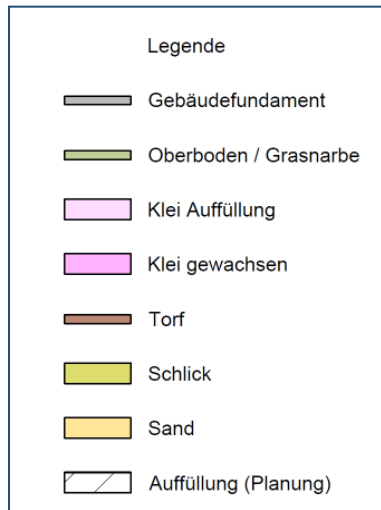 Legende
Gebäudefundament
Oberboden / Grasnarbe
Klei Auffüllung
Klei gewachsen
Torf
Schlick
Sand
Auffüllung (Planung)